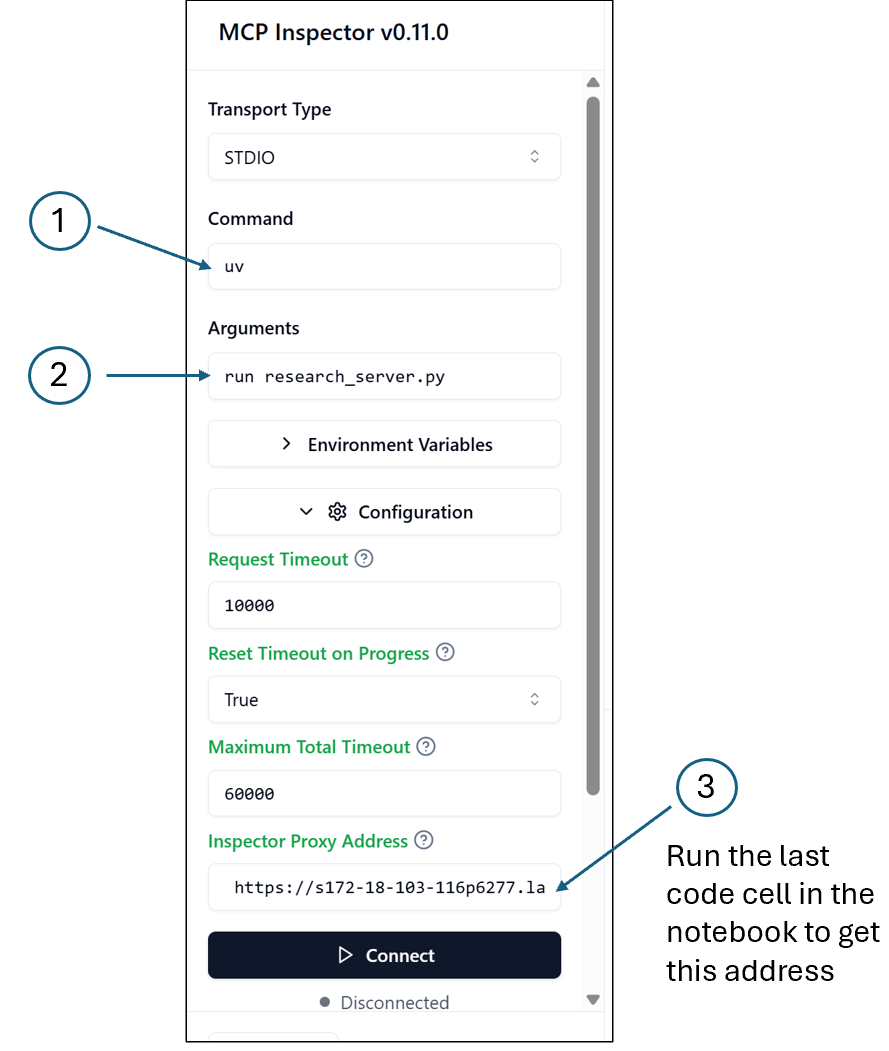 MCP Inspector v0.11.0
Transport Type
STDIO
1
Command
uv
Arguments
2
run research_server.py
Environment Variables
Configuration
Request Timeout
10000
Reset Timeout on Progress
True
Maximum Total Timeout
60000
3
Inspector Proxy Address
https://s172-18-103-116p6277.la
Run the last
code cell in the
notebook to get
this address
Connect
Disconnected